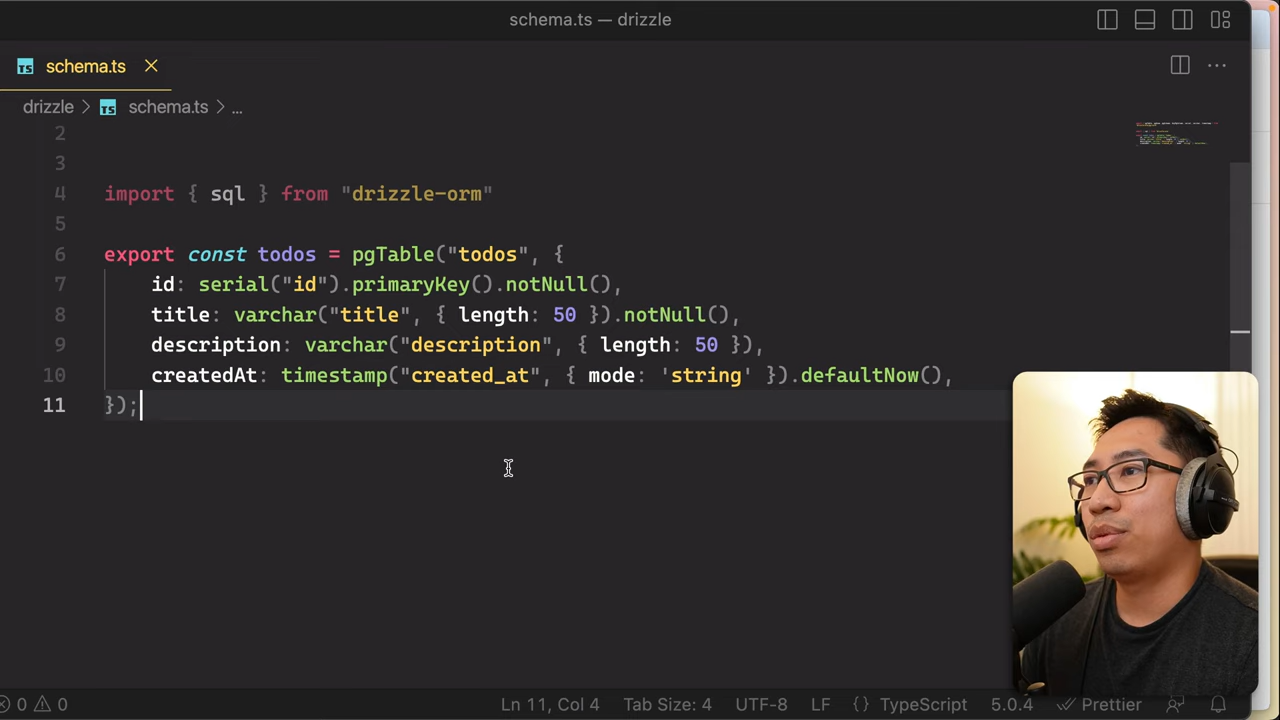 schema.ts — drizzle
TS schema.ts
drizzle > TS schema.ts > ...
2
3
4 import { sql } from "drizzle-orm"
5
6 export const todos = pgTable("todos", {
7 id: serial("id").primaryKey().notNull(),
8 title: varchar("title", { length: 50 }).notNull(),
9 description: varchar("description", { length: 50 }),
10 createdAt: timestamp("created_at", { mode: 'string' }).defaultNow(),
11 });
0 0 Ln 11, Col 4 Tab Size: 4 UTF-8 LF {} TypeScript 5.0.4 Prettier